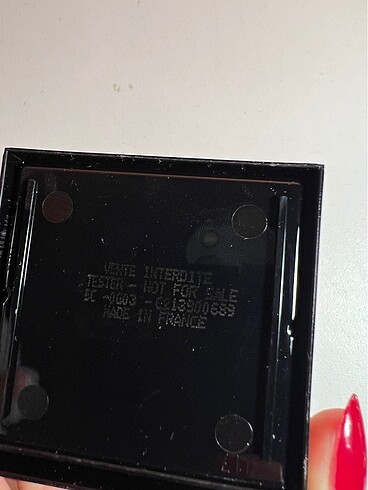 VENTE INTERDITE
TESTER - NOT FOR SALE
MADE IN FRANCE